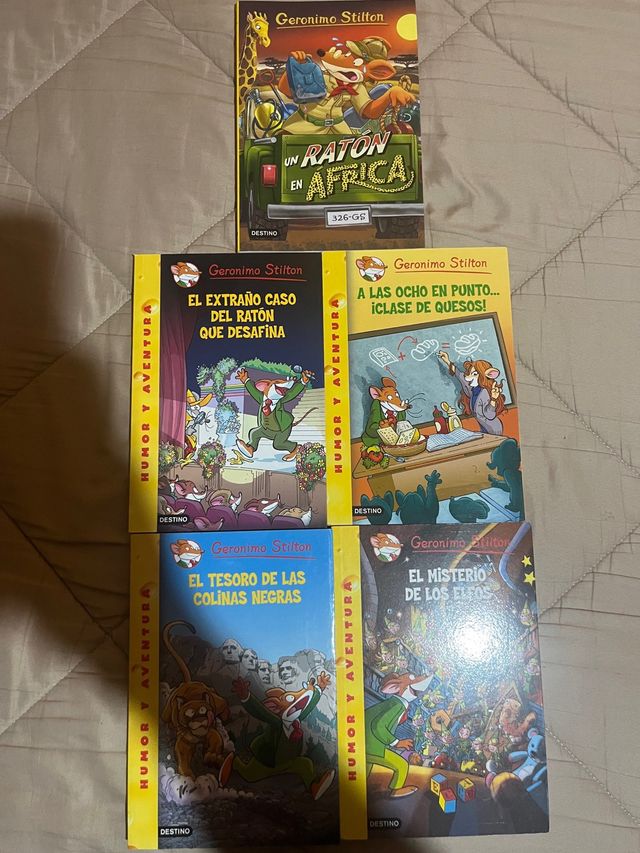 Geronimo Stilton
UN RATÓN
EN ÁFRICA
326-GS
DESTINO
HUMOR Y AVENTURA
Geronimo Stilton
EL EXTRAÑO CASO
DEL RATÓN
QUE DESAFINA
DESTINO
HUMOR Y AVENTURA
Geronimo Stilton
A LAS OCHO EN PUNTO...
¡CLASE DE QUESOS!
DESTINO
HUMOR Y AVENTURA
Geronimo Stilton
EL TESORO DE LAS
COLINAS NEGRAS
DESTINO
HUMOR Y AVENTURA
Geronimo Stilton
EL MISTERIO
DE LOS ELFOS
DESTINO